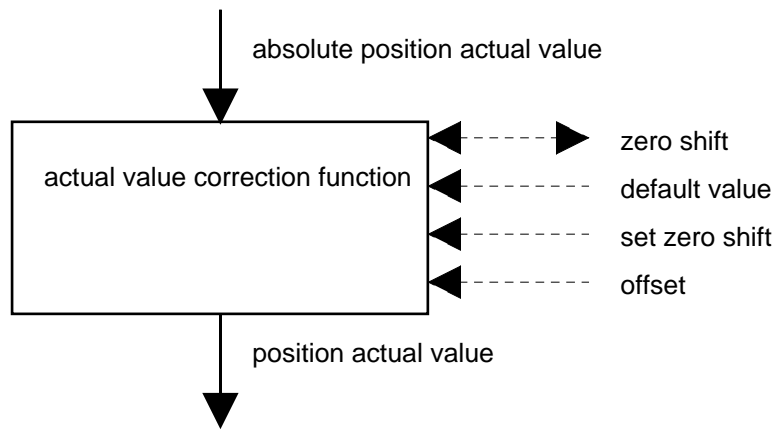 absolute position actual value
zero shift
actual value correction function
default value
set zero shift
offset
position actual value